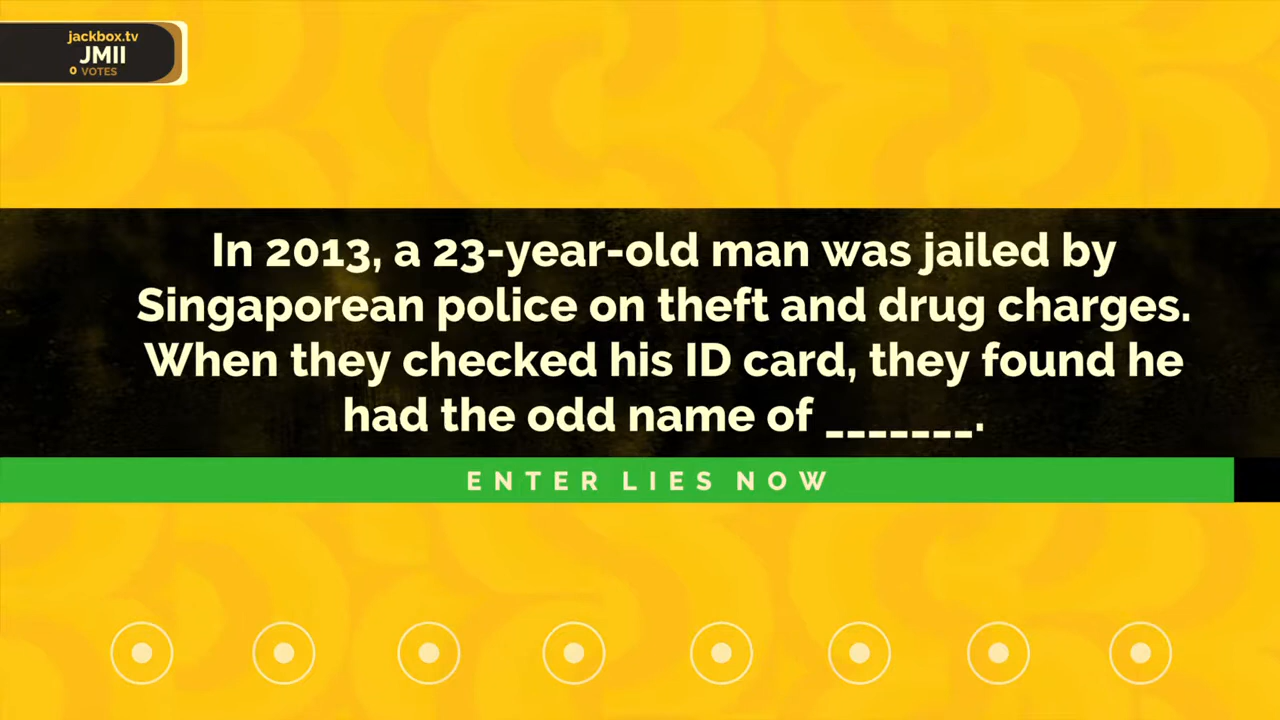 jackbox.tv
JMII
0 VOTES
In 2013, a 23-year-old man was jailed by
Singaporean police on theft and drug charges.
When they checked his ID card, they found he
had the odd name of _______.
ENTER LIES NOW